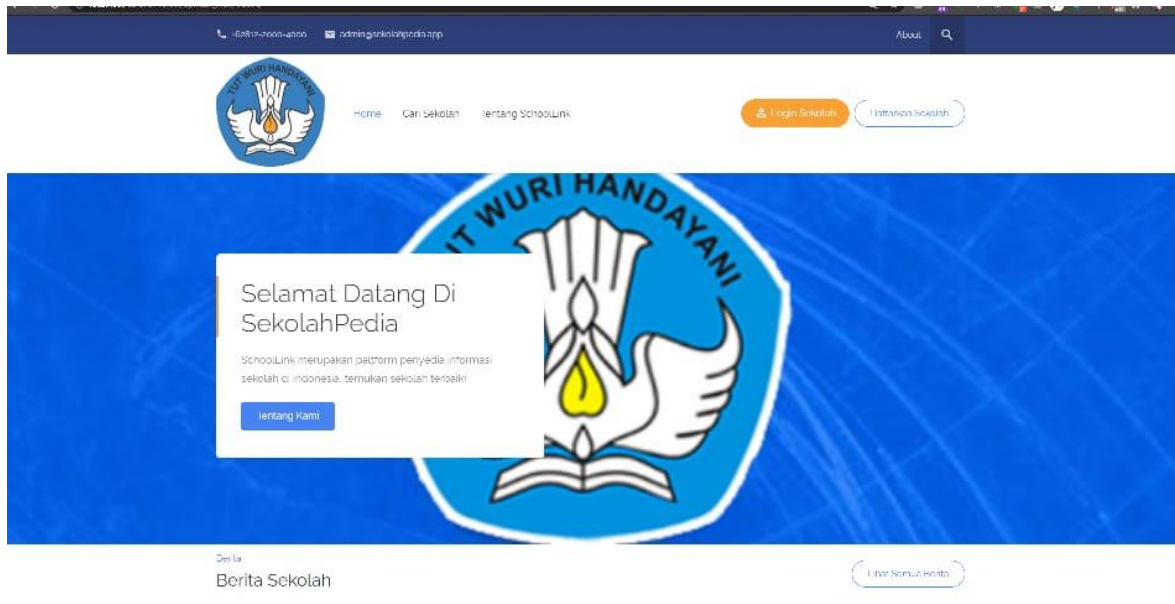 +62812-2000-4000 admin@sekolahpedia.app About
TUT WURI HANDAYANI
Home Cari Sekolah Tentang SchoolLink Login Sekolah Daftarkan Sekolah
TUT WURI HANDAYANI
Selamat Datang Di
SekolahPedia
SchoolLink merupakan paltform penyedia informasi
sekolah di indonesia, temukan sekolah terbaik!
Tentang Kami
Berita
Berita Sekolah Lihat Semua Berita